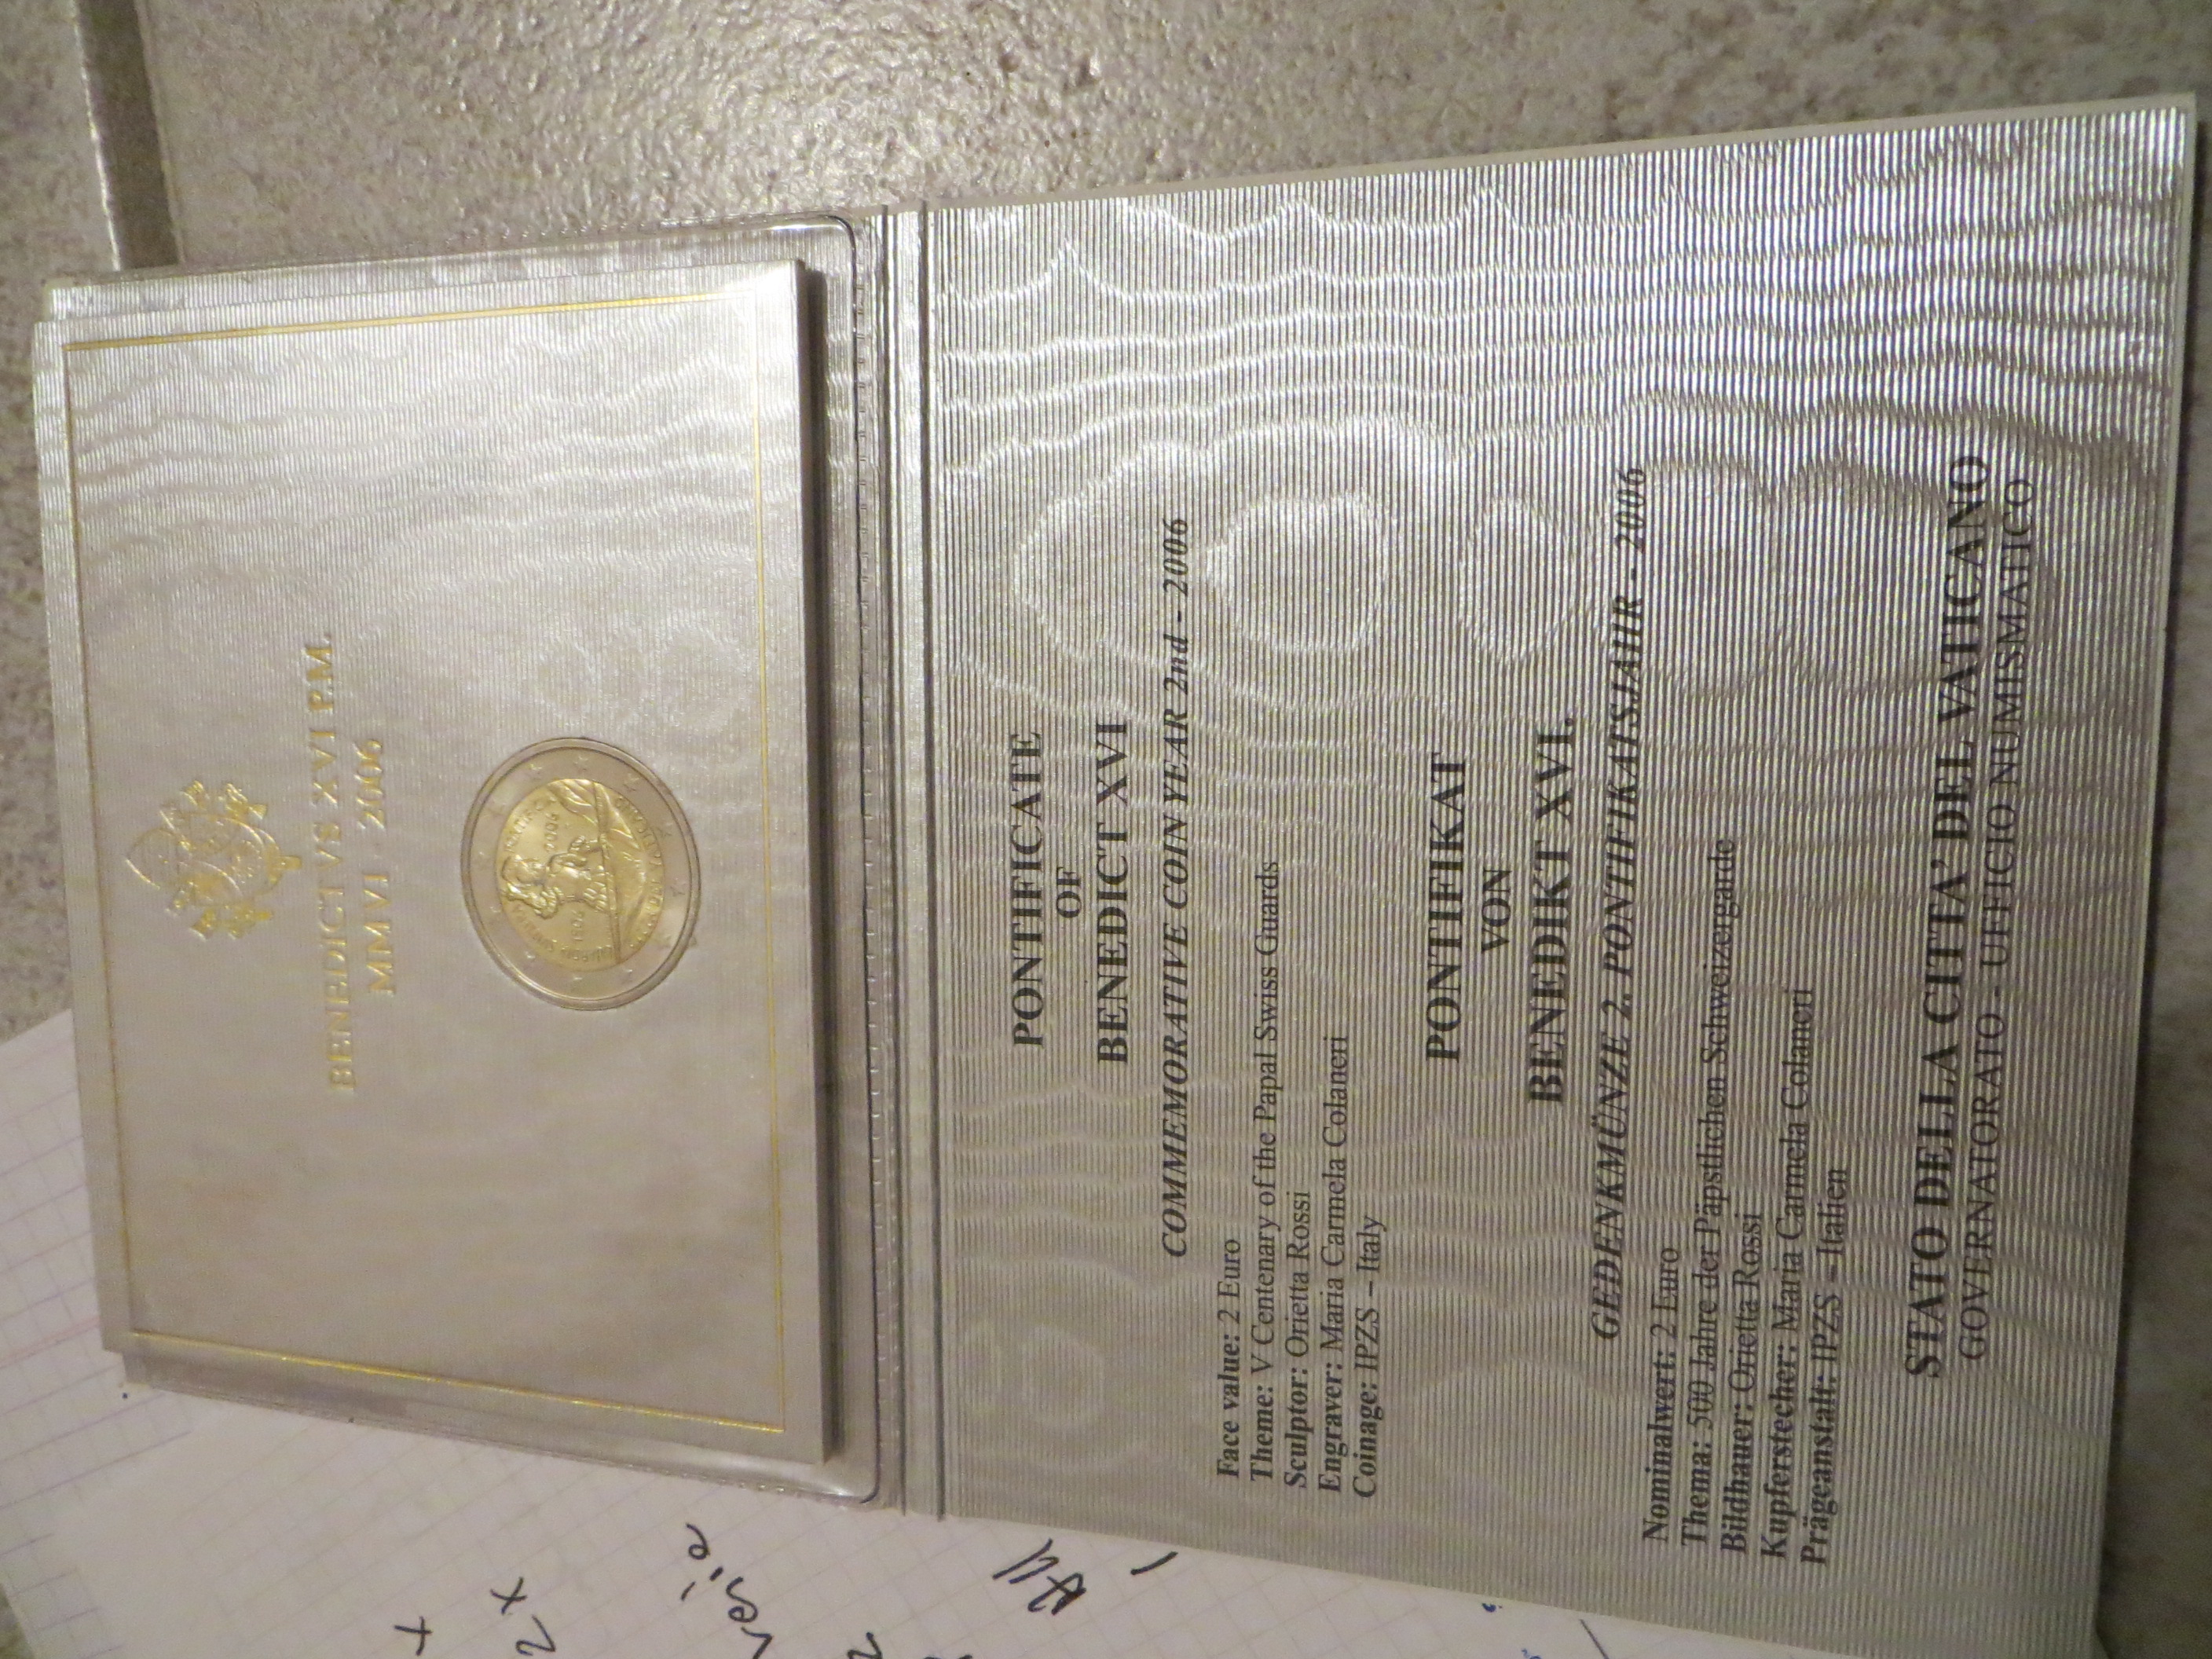 BENEDICTVS XVI P.M.
MMVI - 2006
1506 2006
PONTIFICATE
OF
BENEDICT XVI
COMMEMORATIVE COIN YEAR 2nd - 2006
Face value: 2 Euro
Theme: V Centenary of the Papal Swiss Guards
Sculptor: Orietta Rossi
Engraver: Maria Carmela Colaneri
Coinage: IPZS – Italy
PONTIFIKAT
VON
BENEDIKT XVI.
GEDENKMÜNZE 2. PONTIFIKATSJAHR - 2006
Nominalwert: 2 Euro
Thema: 500 Jahre der Päpstlichen Schweizergarde
Bildhauer: Orietta Rossi
Kupferstecher: Maria Carmela Colaneri
Prägeanstalt: IPZS – Italien
STATO DELLA CITTA' DEL VATICANO
GOVERNATORATO - UFFICIO NUMISMATICO
2 x